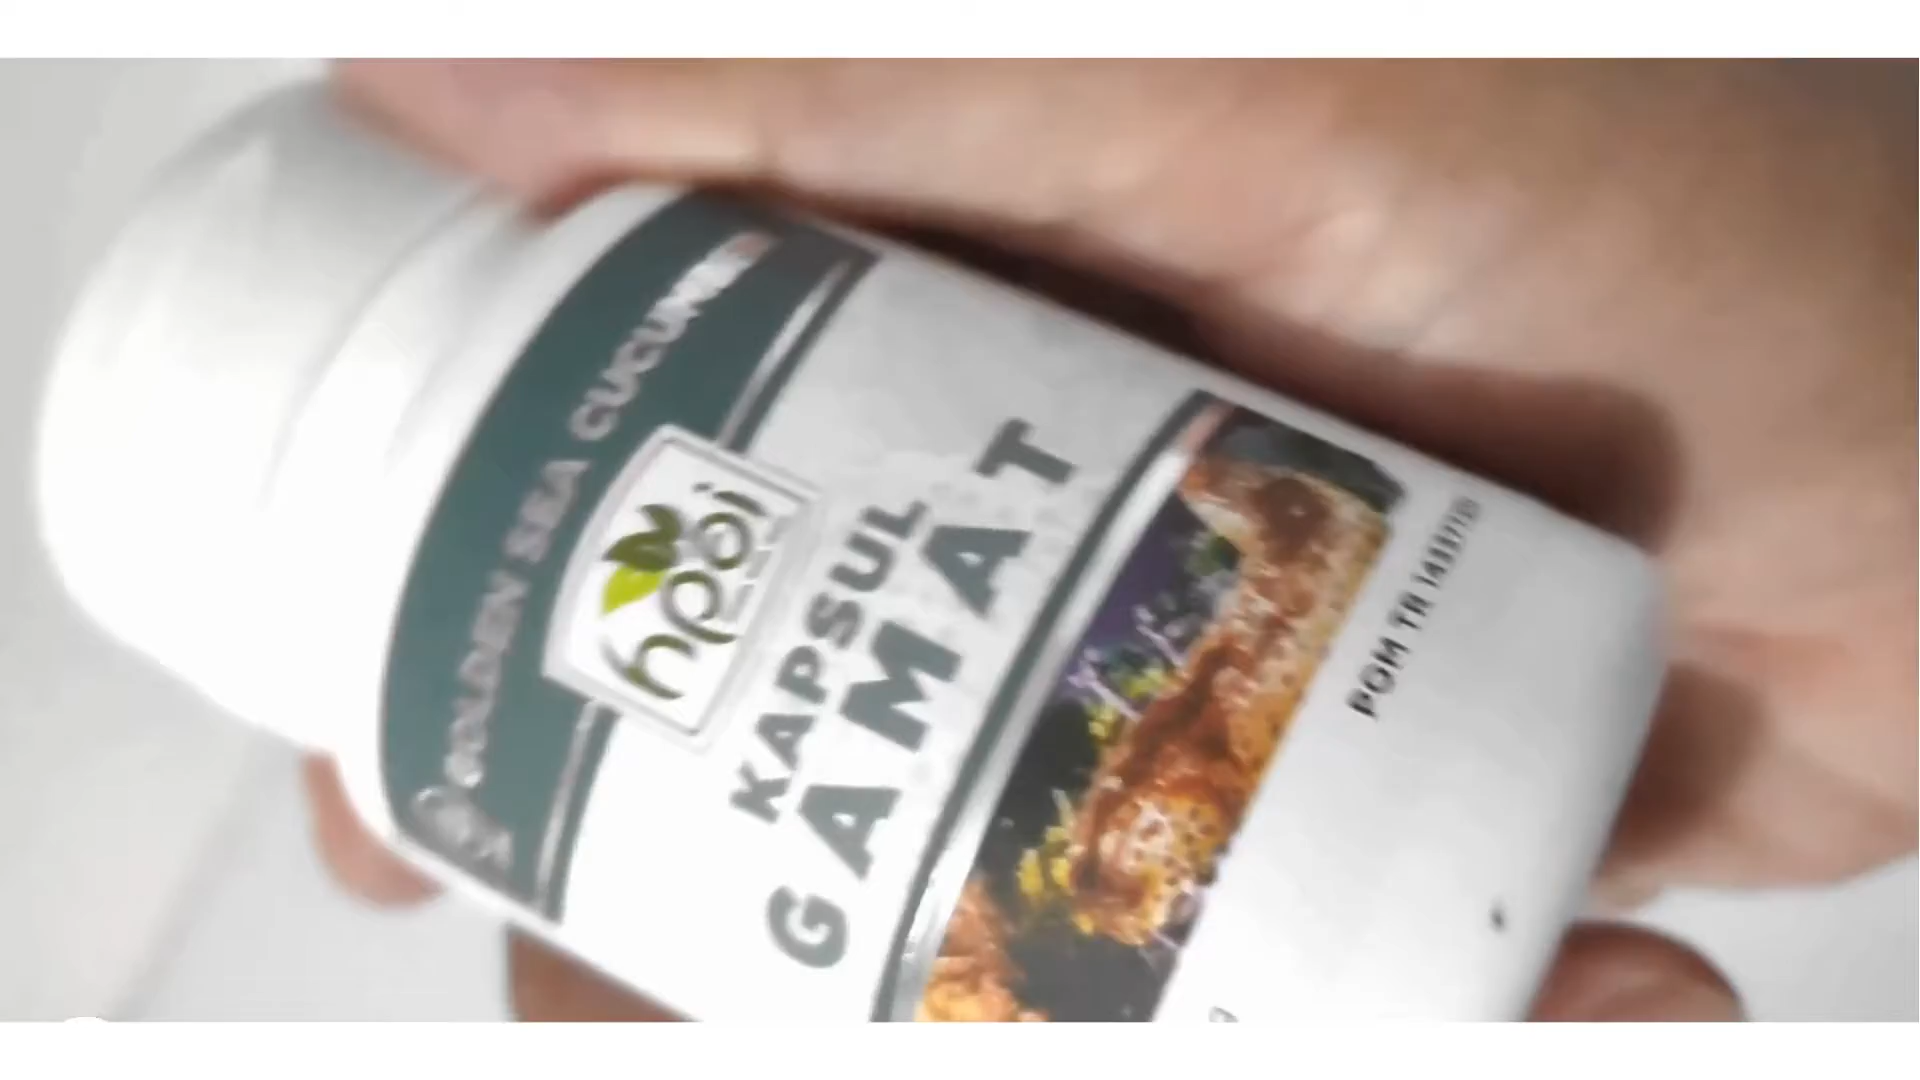 GOLDEN SEA CUCUMBER
hpai
KAPSUL
GAMAT
POM TR